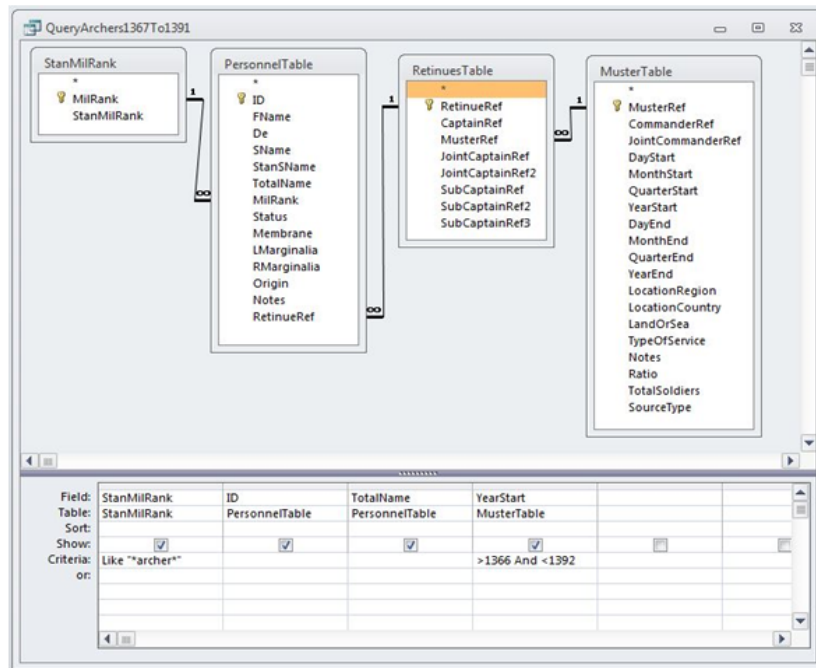 QueryArchers1367To1391
StanMilRank
*
MilRank
StanMilRank
1
∞
PersonnelTable
*
ID
FName
De
SName
StanSName
TotalName
MilRank
Status
Membrane
LMarginalia
RMarginalia
Origin
Notes
RetinueRef
∞
1
RetinuesTable
*
RetinueRef
CaptainRef
MusterRef
JointCaptainRef
JointCaptainRef2
SubCaptainRef
SubCaptainRef2
SubCaptainRef3
∞
1
MusterTable
*
MusterRef
CommanderRef
JointCommanderRef
DayStart
MonthStart
QuarterStart
YearStart
DayEnd
MonthEnd
QuarterEnd
YearEnd
LocationRegion
LocationCountry
LandOrSea
TypeOfService
Notes
Ratio
TotalSoldiers
SourceType
Field: StanMilRank ID TotalName YearStart
Table: StanMilRank PersonnelTable PersonnelTable MusterTable
Sort:
Show:
Criteria: Like "*archer*" >1366 And <1392
or: